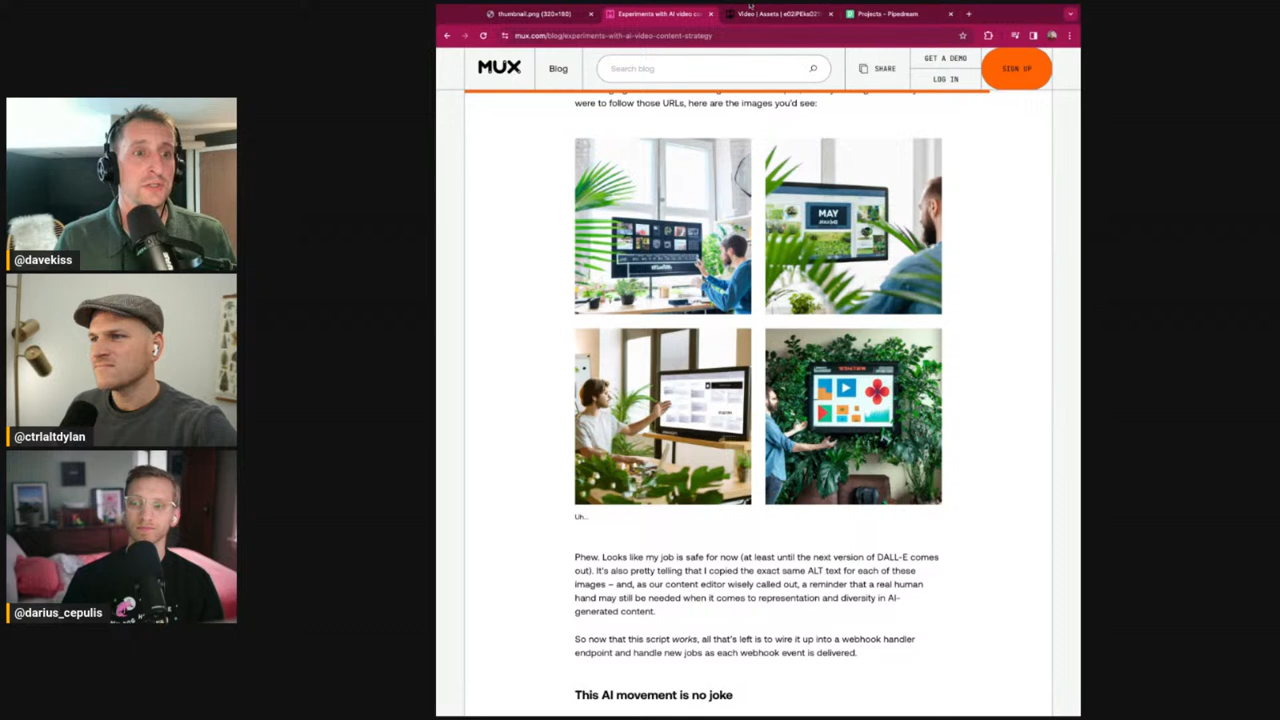 thumbnail.png (320×180)
Experiments with AI video co
Video | Assets |
Projects – Pipedream
mux.com/blog/experiments-with-ai-video-content-strategy
MUX
Blog
Search blog
SHARE
GET A DEMO
LOG IN
SIGN UP
were to follow those URLs, here are the images you'd see:
MAY
Uh...
Phew. Looks like my job is safe for now (at least until the next version of DALL-E comes
out). It's also pretty telling that I copied the exact same ALT text for each of these
images – and, as our content editor wisely called out, a reminder that a real human
hand may still be needed when it comes to representation and diversity in AI-
generated content.
So now that this script works, all that's left is to wire it up into a webhook handler
endpoint and handle new jobs as each webhook event is delivered.
This AI movement is no joke
@davekiss
@ctrlaltdylan
@darius_cepulis